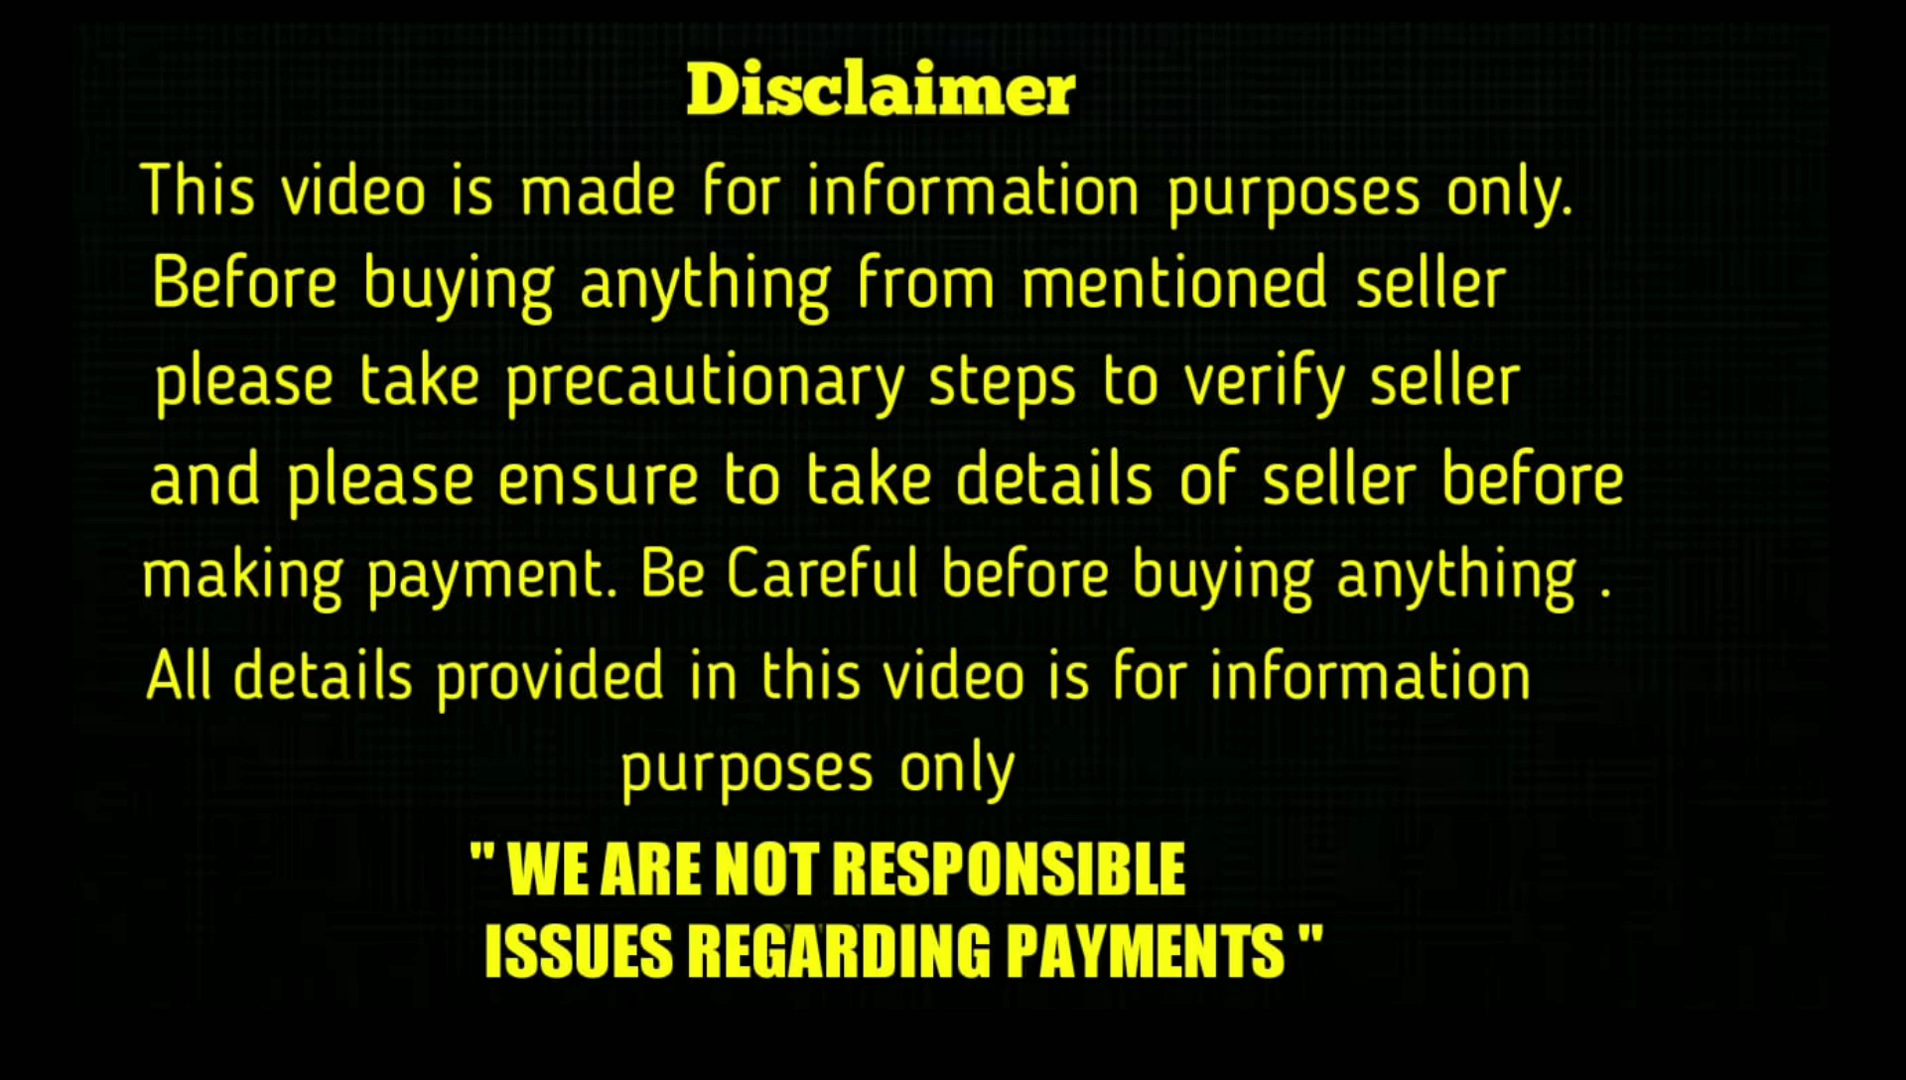 Disclaimer
This video is made for information purposes only.
Before buying anything from mentioned seller
please take precautionary steps to verify seller
and please ensure to take details of seller before
making payment. Be Careful before buying anything .
All details provided in this video is for information
purposes only
" WE ARE NOT RESPONSIBLE
ISSUES REGARDING PAYMENTS "